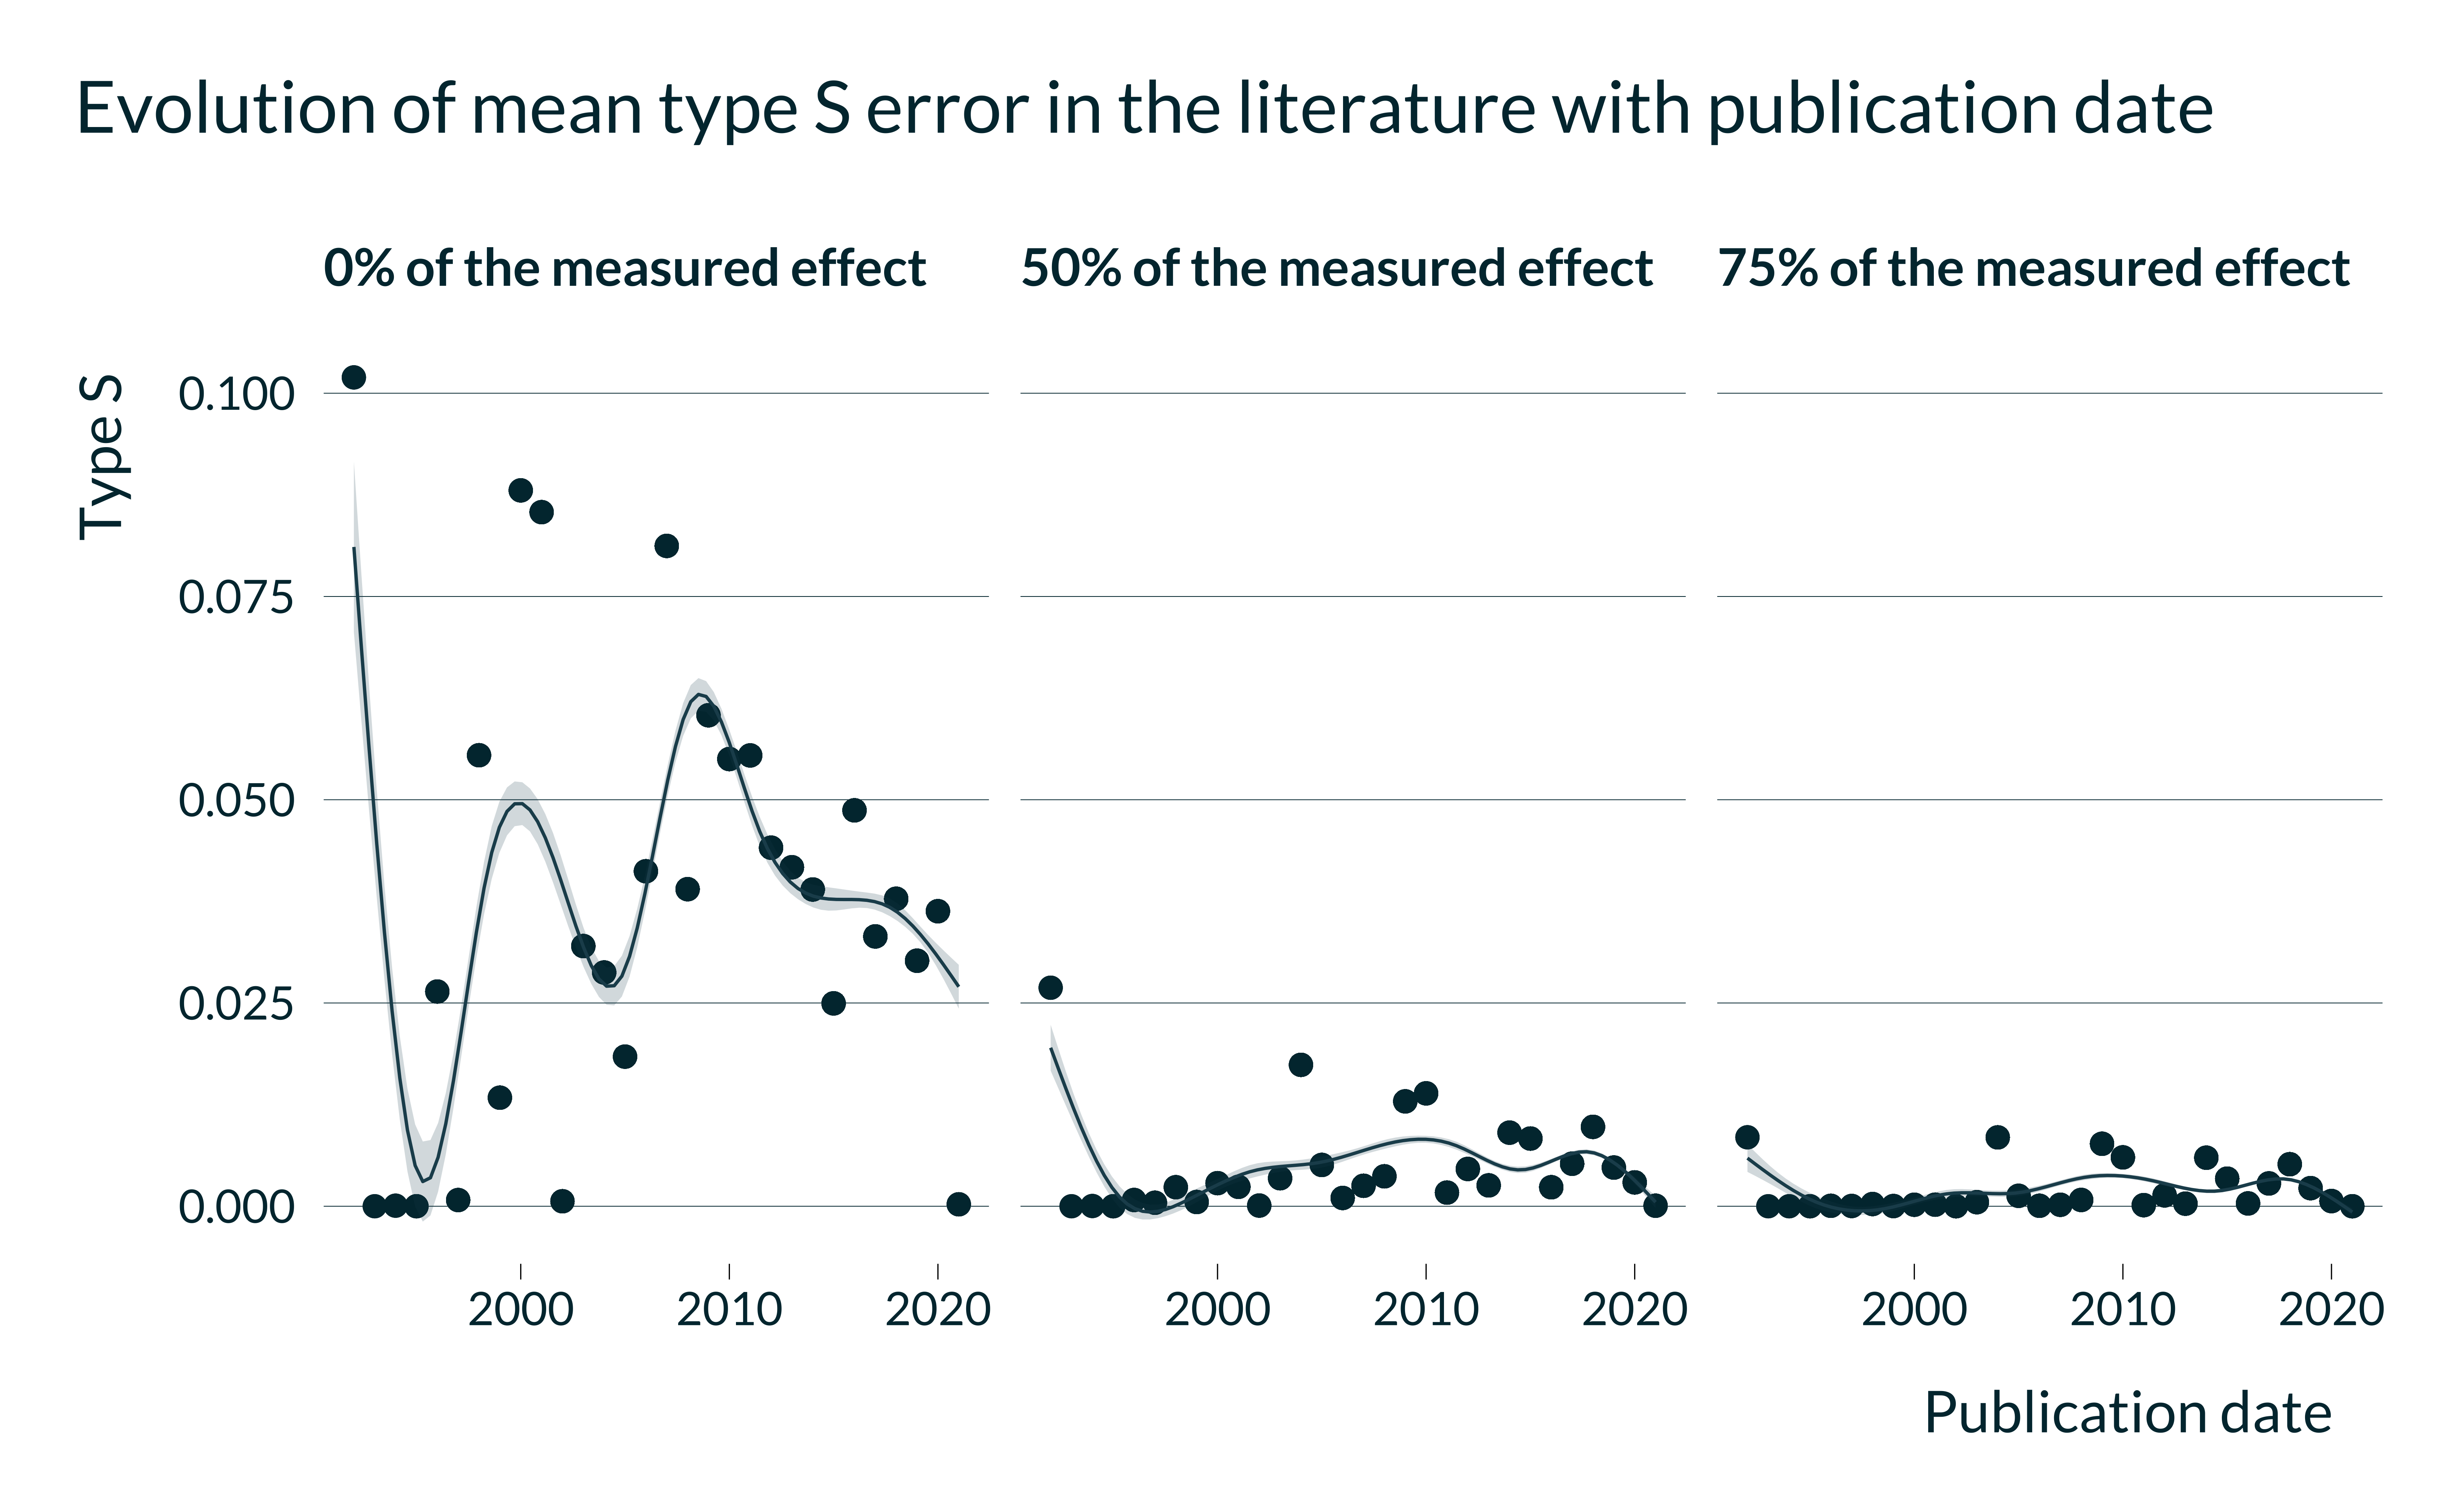 Evolution of mean type S error in the literature with publication date
0% of the measured effect
50% of the measured effect
75% of the measured effect
Type S
0.100
0.075
0.050
0.025
0.000
2000 2010 2020
2000 2010 2020
2000 2010 2020
Publication date